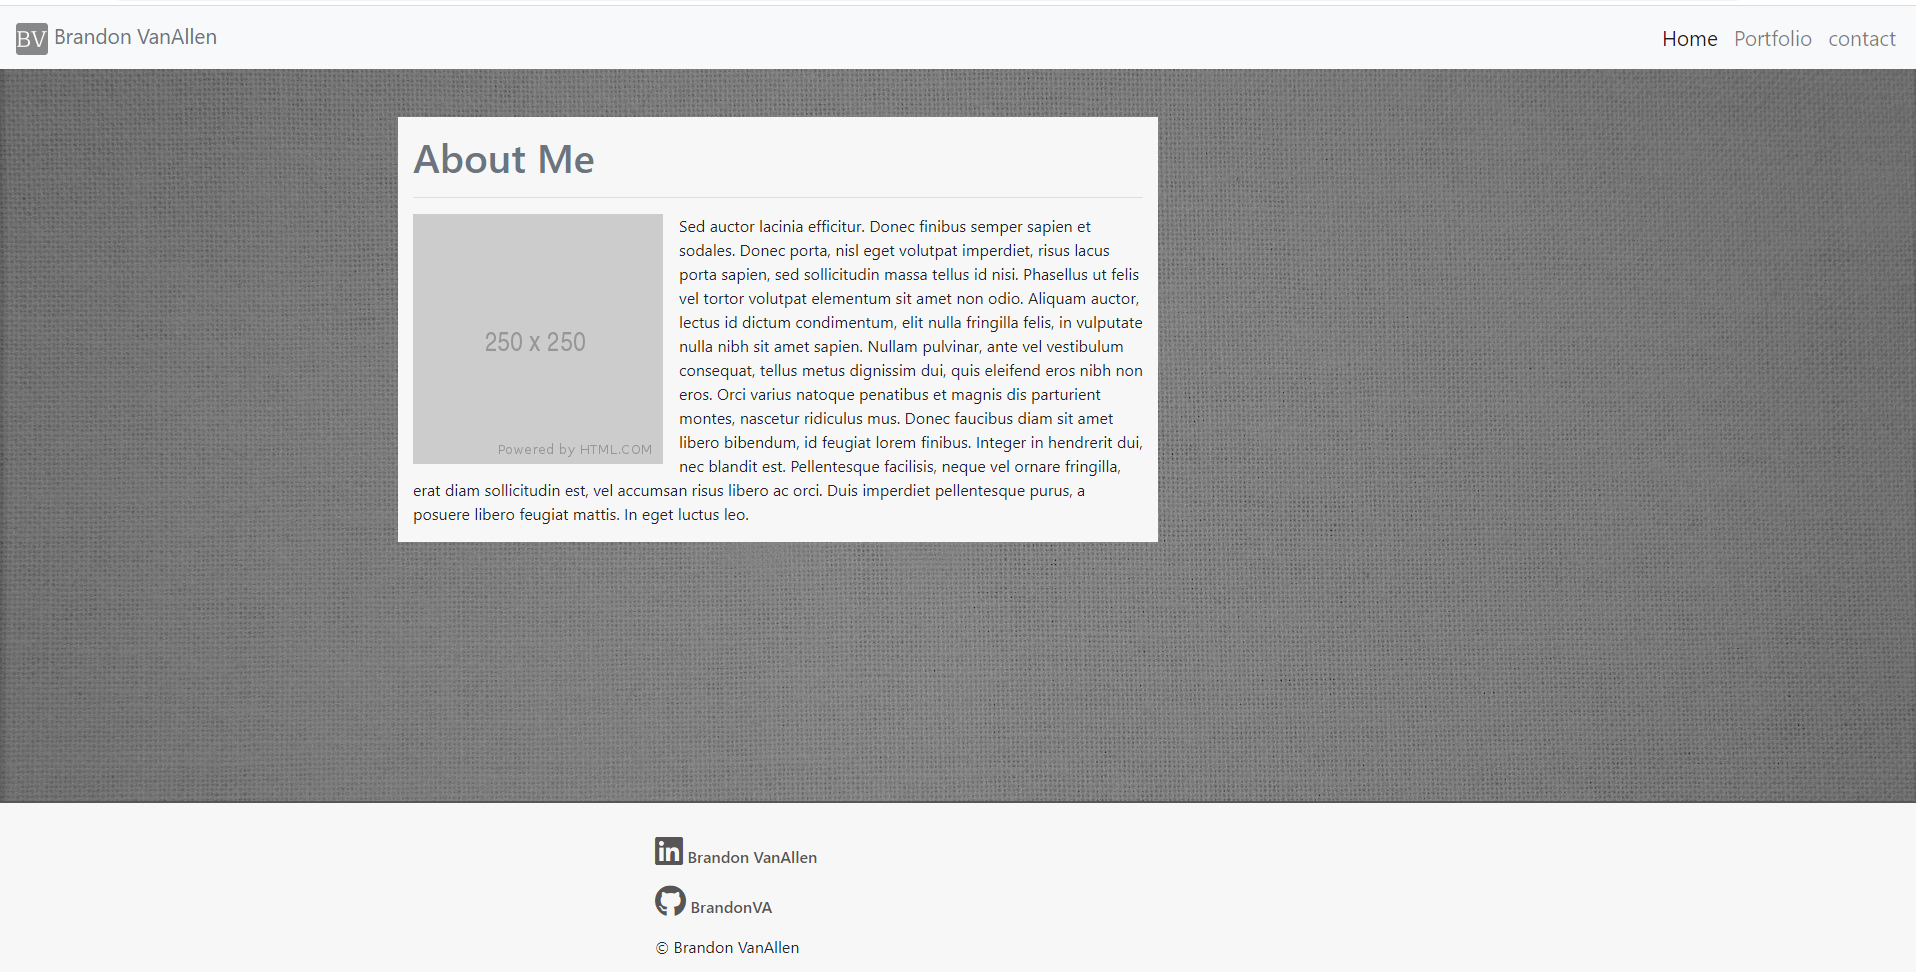 BV Brandon VanAllen
Home Portfolio contact
About Me
250 x 250
Powered by HTML.COM
Sed auctor lacinia efficitur. Donec finibus semper sapien et
sodales. Donec porta, nisl eget volutpat imperdiet, risus lacus
porta sapien, sed sollicitudin massa tellus id nisi. Phasellus ut felis
vel tortor volutpat elementum sit amet non odio. Aliquam auctor,
lectus id dictum condimentum, elit nulla fringilla felis, in vulputate
nulla nibh sit amet sapien. Nullam pulvinar, ante vel vestibulum
consequat, tellus metus dignissim dui, quis eleifend eros nibh non
eros. Orci varius natoque penatibus et magnis dis parturient
montes, nascetur ridiculus mus. Donec faucibus diam sit amet
libero bibendum, id feugiat lorem finibus. Integer in hendrerit dui,
nec blandit est. Pellentesque facilisis, neque vel ornare fringilla,
erat diam sollicitudin est, vel accumsan risus libero ac orci. Duis imperdiet pellentesque purus, a
posuere libero feugiat mattis. In eget luctus leo.
in Brandon VanAllen
BrandonVA
© Brandon VanAllen